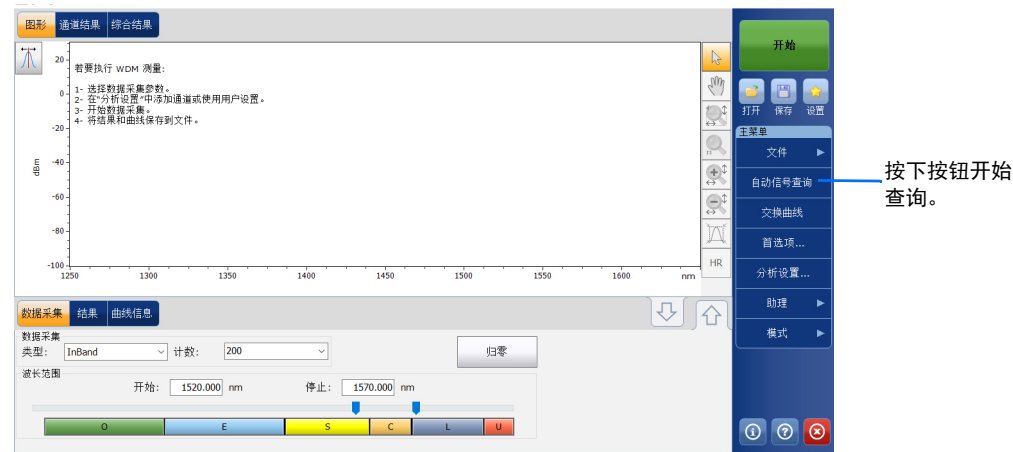 图形 通道结果 综合结果
20
0
-20
-40
-60
-80
-100
dBm
若要执行 WDM 测量:
1- 选择数据采集参数。
2- 在“分析设置”中添加通道或使用用户设置。
3- 开始数据采集。
4- 将结果和曲线保存到文件。
1250 1300 1350 1400 1450 1500 1550 1600 nm
1:1
HR
数据采集 结果 曲线信息
数据采集
类型: InBand 计数: 200 归零
波长范围
开始: 1520.000 nm 停止: 1570.000 nm
O E S C L U
开始
打开 保存 设置
主菜单
文件
自动信号查询
交换曲线
首选项...
分析设置...
助理
模式
按下按钮开始
查询。